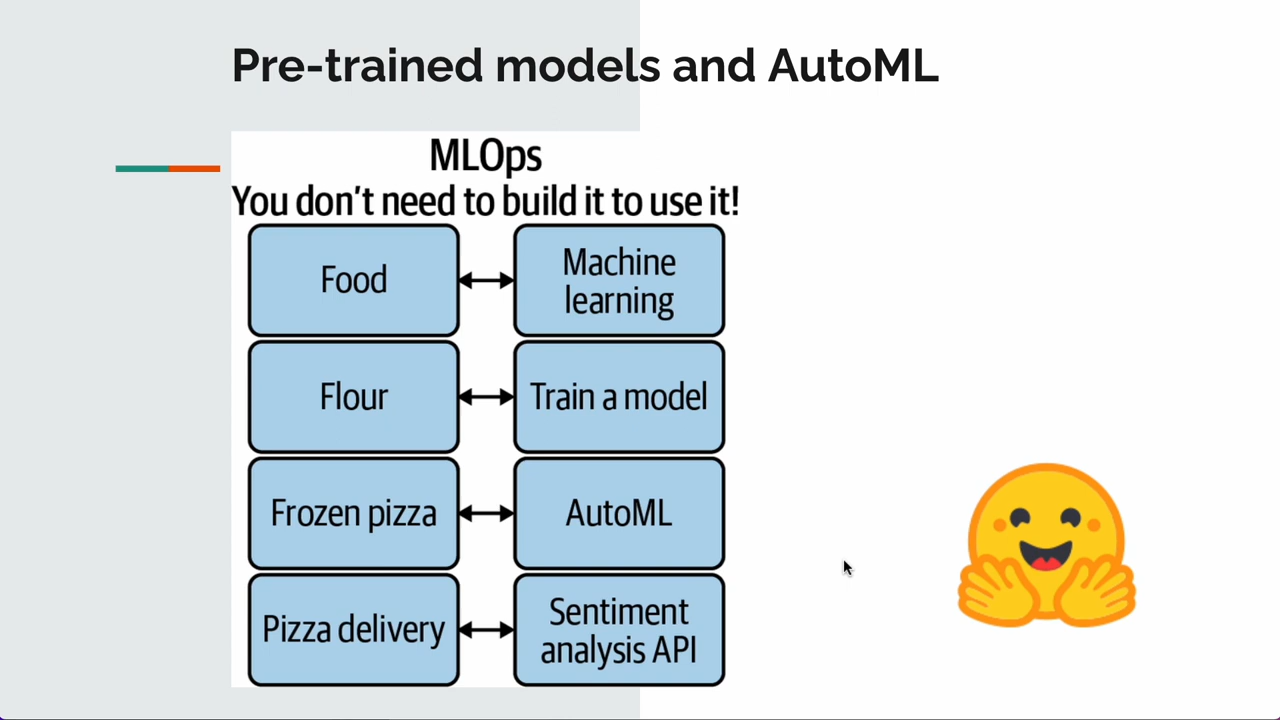 Pre-trained models and AutoML
MLOps
You don't need to build it to use it!
Food
Machine
learning
Flour
Train a model
Frozen pizza
AutoML
Pizza delivery
Sentiment
analysis API